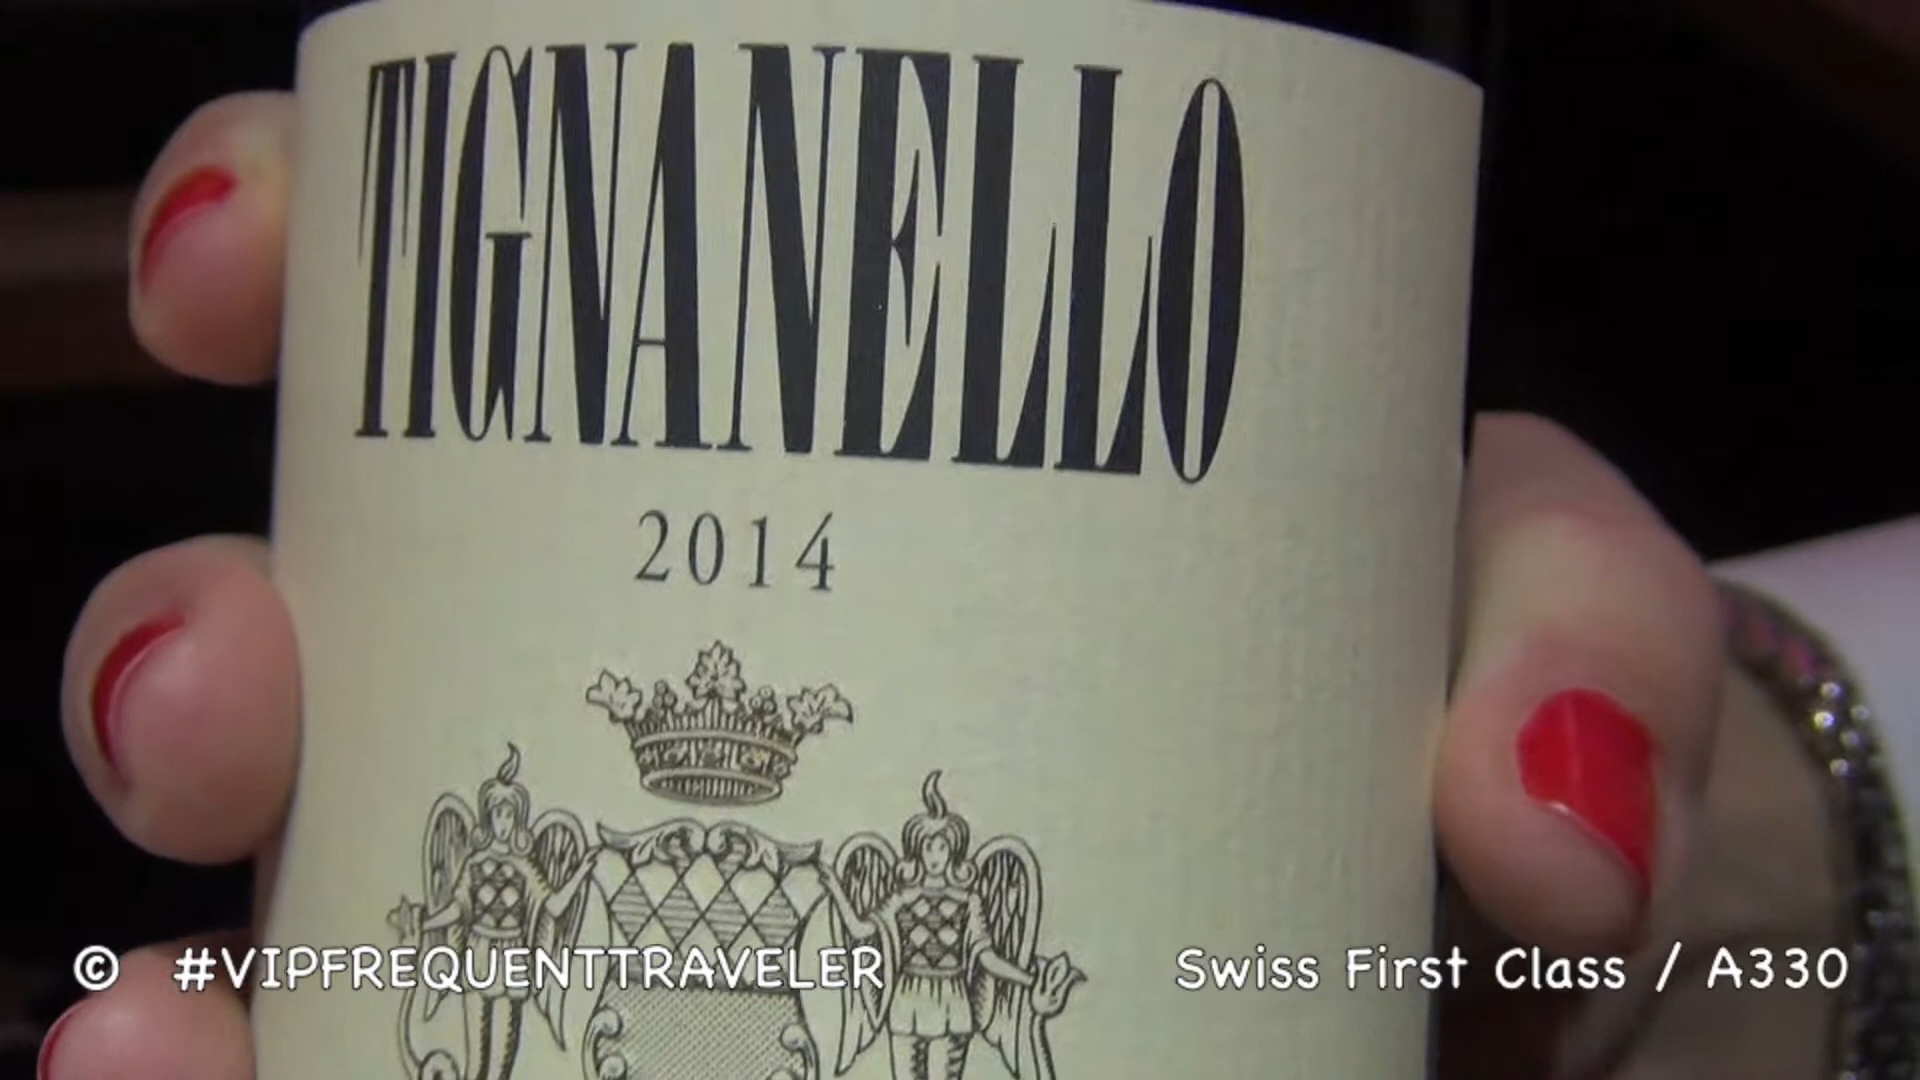 TIGNANELLO
2014
© #VIPFREQUENTTRAVELER
Swiss First Class / A330